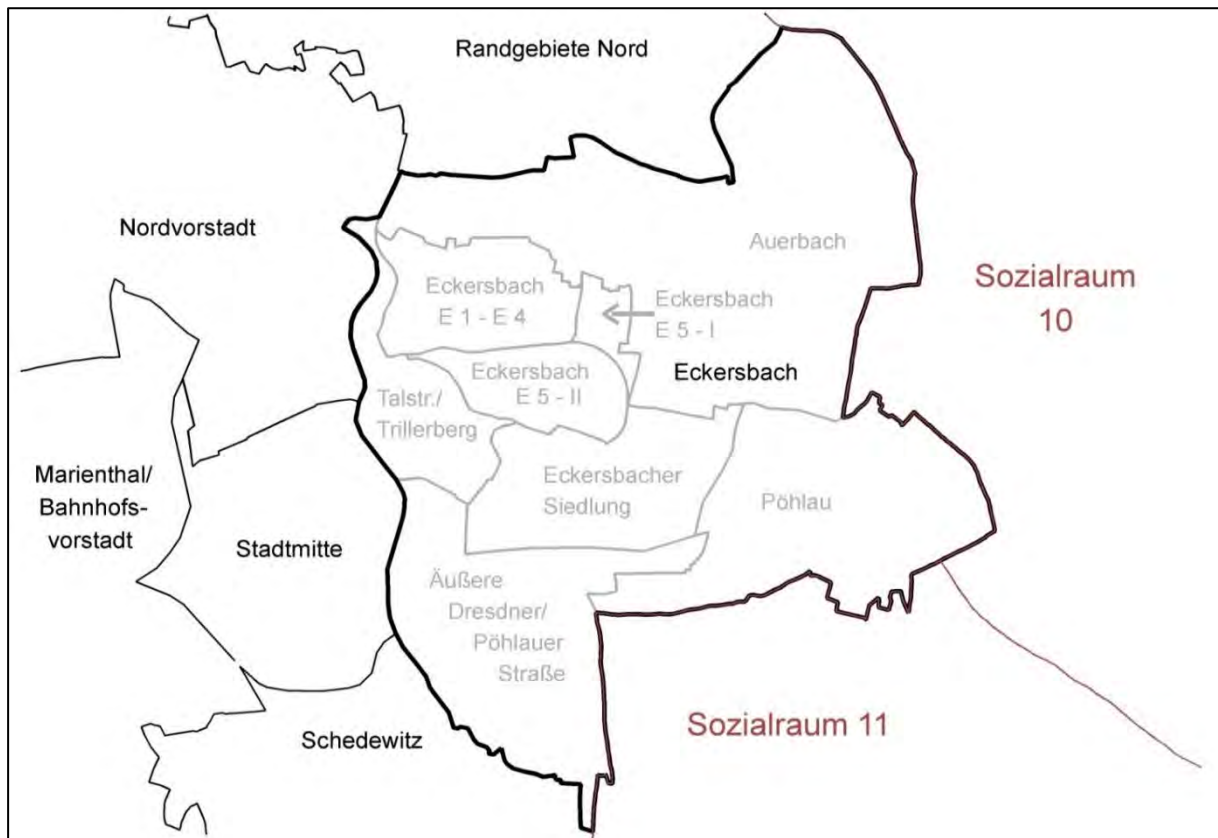 Randgebiete Nord
Nordvorstadt
Auerbach
Sozialraum
10
Eckersbach
E 1 - E 4
Eckersbach
E 5 - I
Eckersbach
E 5 - II
Eckersbach
Talstr./
Trillerberg
Marienthal/
Bahnhofs-
vorstadt
Eckersbacher
Siedlung
Pöhlau
Stadtmitte
Äußere
Dresdner/
Pöhlauer
Straße
Sozialraum 11
Schedewitz